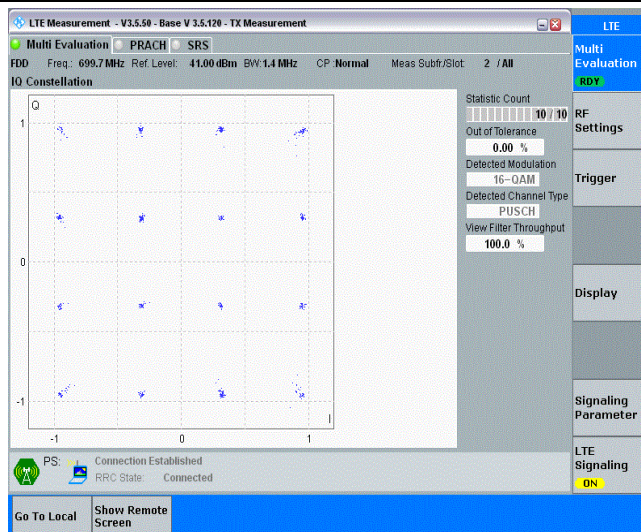 LTE Measurement - V3.5.50 - Base V 3.5.120 - TX Measurement
LTE
Multi Evaluation PRACH SRS
Multi
Evaluation
RDY
FDD Freq.: 699.7 MHz Ref. Level: 41.00 dBm BW: 1.4 MHz CP :Normal Meas Subfr./Slot: 2 / All
IQ Constellation
Q
1
0
-1
-1 0 1
I
Statistic Count
10 / 10
Out of Tolerance
0.00 %
Detected Modulation
16-QAM
Detected Channel Type
PUSCH
View Filter Throughput
100.0 %
RF
Settings
Trigger
Display
Signaling
Parameter
LTE
Signaling
ON
PS: Connection Established
RRC State: Connected
Go To Local
Show Remote
Screen